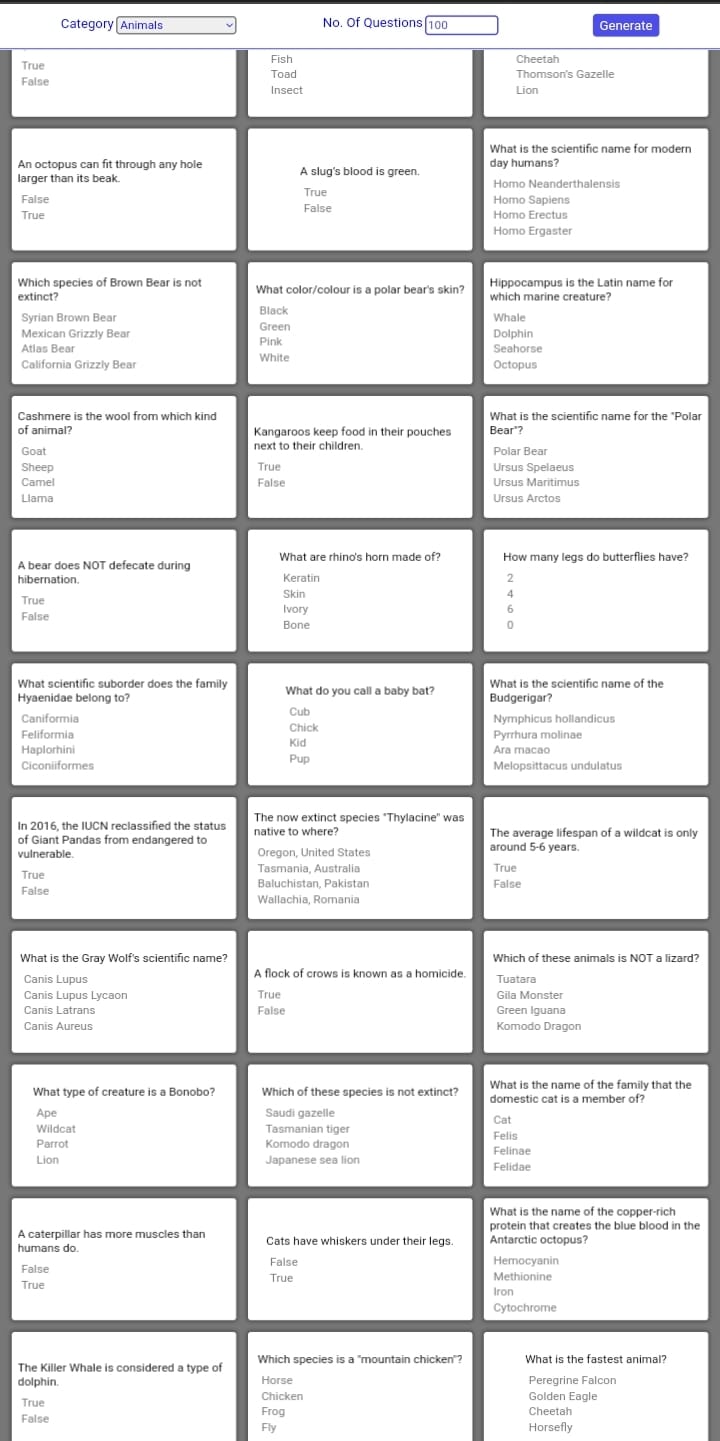 Category Animals No. Of Questions 100 Generate
True
False
Fish
Toad
Insect
Cheetah
Thomson's Gazelle
Lion
An octopus can fit through any hole
larger than its beak.
False
True
A slug's blood is green.
True
False
What is the scientific name for modern
day humans?
Homo Neanderthalensis
Homo Sapiens
Homo Erectus
Homo Ergaster
Which species of Brown Bear is not
extinct?
Syrian Brown Bear
Mexican Grizzly Bear
Atlas Bear
California Grizzly Bear
What color/colour is a polar bear's skin?
Black
Green
Pink
White
Hippocampus is the Latin name for
which marine creature?
Whale
Dolphin
Seahorse
Octopus
Cashmere is the wool from which kind
of animal?
Goat
Sheep
Camel
Llama
Kangaroos keep food in their pouches
next to their children.
True
False
What is the scientific name for the "Polar
Bear"?
Polar Bear
Ursus Spelaeus
Ursus Maritimus
Ursus Arctos
A bear does NOT defecate during
hibernation.
True
False
What are rhino's horn made of?
Keratin
Skin
Ivory
Bone
How many legs do butterflies have?
2
4
6
0
What scientific suborder does the family
Hyaenidae belong to?
Caniformia
Feliformia
Haplorhini
Ciconiiformes
What do you call a baby bat?
Cub
Chick
Kid
Pup
What is the scientific name of the
Budgerigar?
Nymphicus hollandicus
Pyrrhura molinae
Ara macao
Melopsittacus undulatus
In 2016, the IUCN reclassified the status
of Giant Pandas from endangered to
vulnerable.
True
False
The now extinct species "Thylacine" was
native to where?
Oregon, United States
Tasmania, Australia
Baluchistan, Pakistan
Wallachia, Romania
The average lifespan of a wildcat is only
around 5-6 years.
True
False
What is the Gray Wolf's scientific name?
Canis Lupus
Canis Lupus Lycaon
Canis Latrans
Canis Aureus
A flock of crows is known as a homicide.
True
False
Which of these animals is NOT a lizard?
Tuatara
Gila Monster
Green Iguana
Komodo Dragon
What type of creature is a Bonobo?
Ape
Wildcat
Parrot
Lion
Which of these species is not extinct?
Saudi gazelle
Tasmanian tiger
Komodo dragon
Japanese sea lion
What is the name of the family that the
domestic cat is a member of?
Cat
Felis
Felinae
Felidae
A caterpillar has more muscles than
humans do.
False
True
Cats have whiskers under their legs.
False
True
What is the name of the copper-rich
protein that creates the blue blood in the
Antarctic octopus?
Hemocyanin
Methionine
Iron
Cytochrome
The Killer Whale is considered a type of
dolphin.
True
False
Which species is a "mountain chicken"?
Horse
Chicken
Frog
Fly
What is the fastest animal?
Peregrine Falcon
Golden Eagle
Cheetah
Horsefly